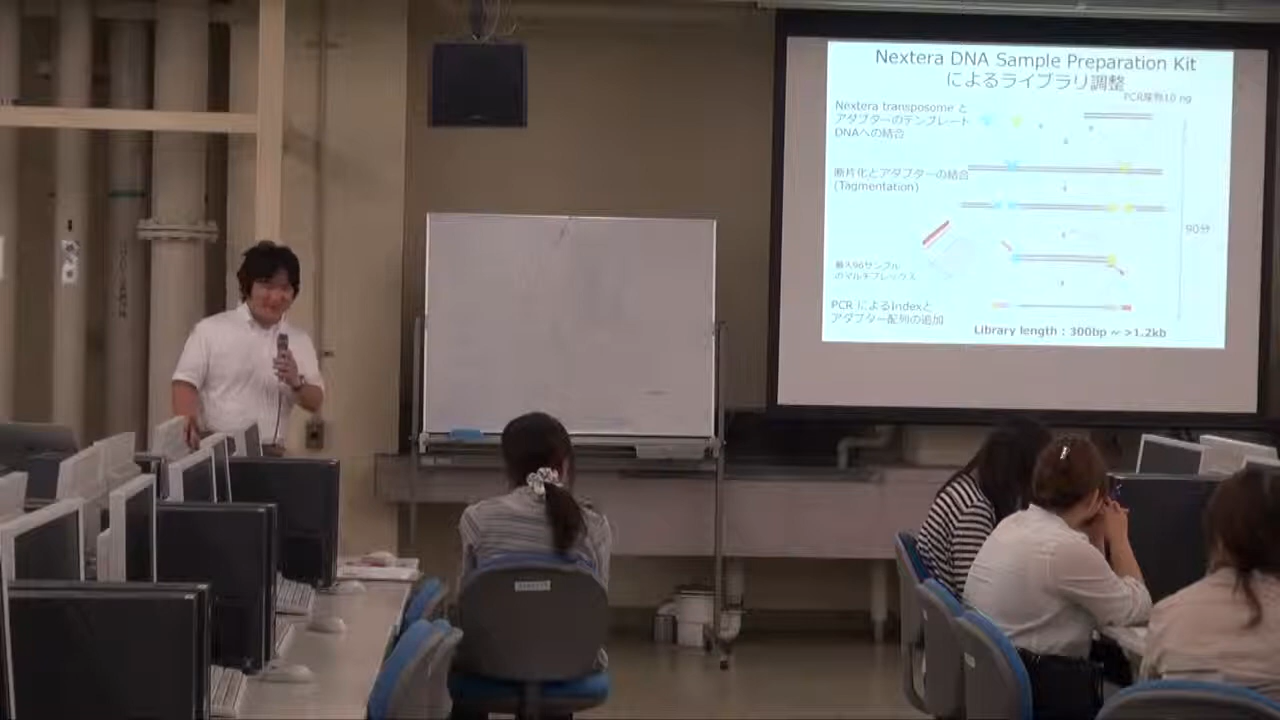 Nextera DNA Sample Preparation Kit
によるライブラリ調整
PCR産物10 ng
Nextera transposome と
アダプターのテンプレート
DNAへの結合
断片化とアダプターの結合
(Tagmentation)
90分
最大96サンプル
のマルチプレックス
PCR によるIndexと
アダプター配列の追加
Library length : 300bp ~ >1.2kb